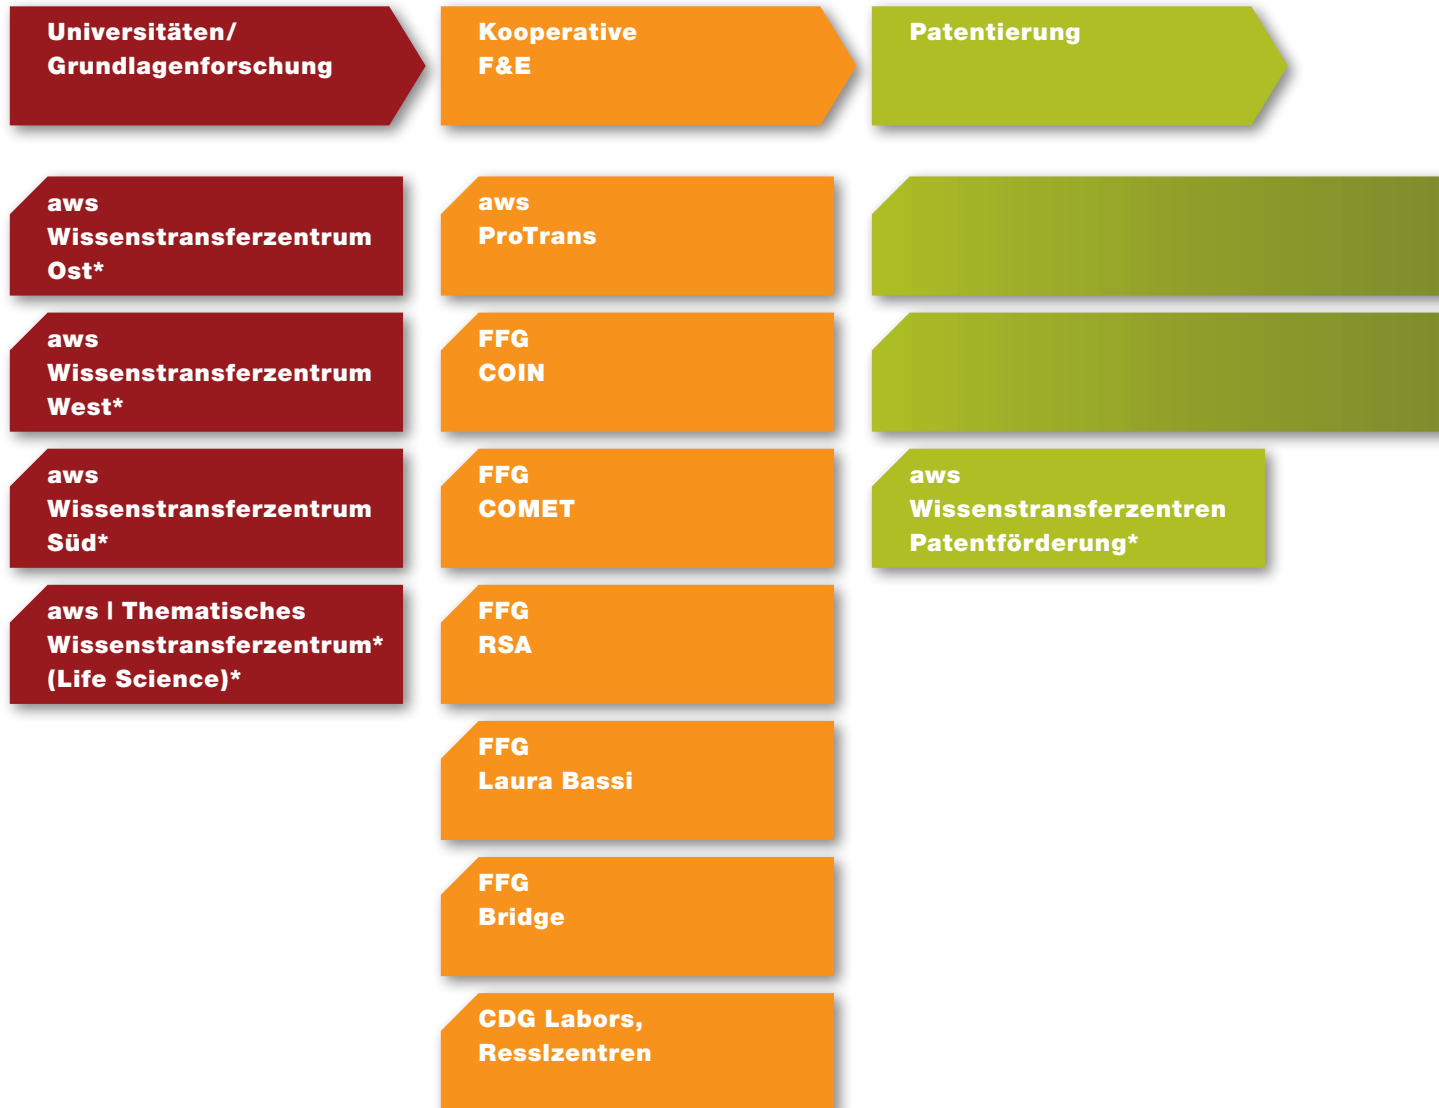 Universitäten/
Grundlagenforschung
Kooperative
F&E
Patentierung
aws
Wissenstransferzentrum
Ost*
aws
Wissenstransferzentrum
West*
aws
Wissenstransferzentrum
Süd*
aws | Thematisches
Wissenstransferzentrum*
(Life Science)*
aws
ProTrans
FFG
COIN
FFG
COMET
FFG
RSA
FFG
Laura Bassi
FFG
Bridge
CDG Labors,
Resslzentren
aws
Wissenstransferzentren
Patentförderung*